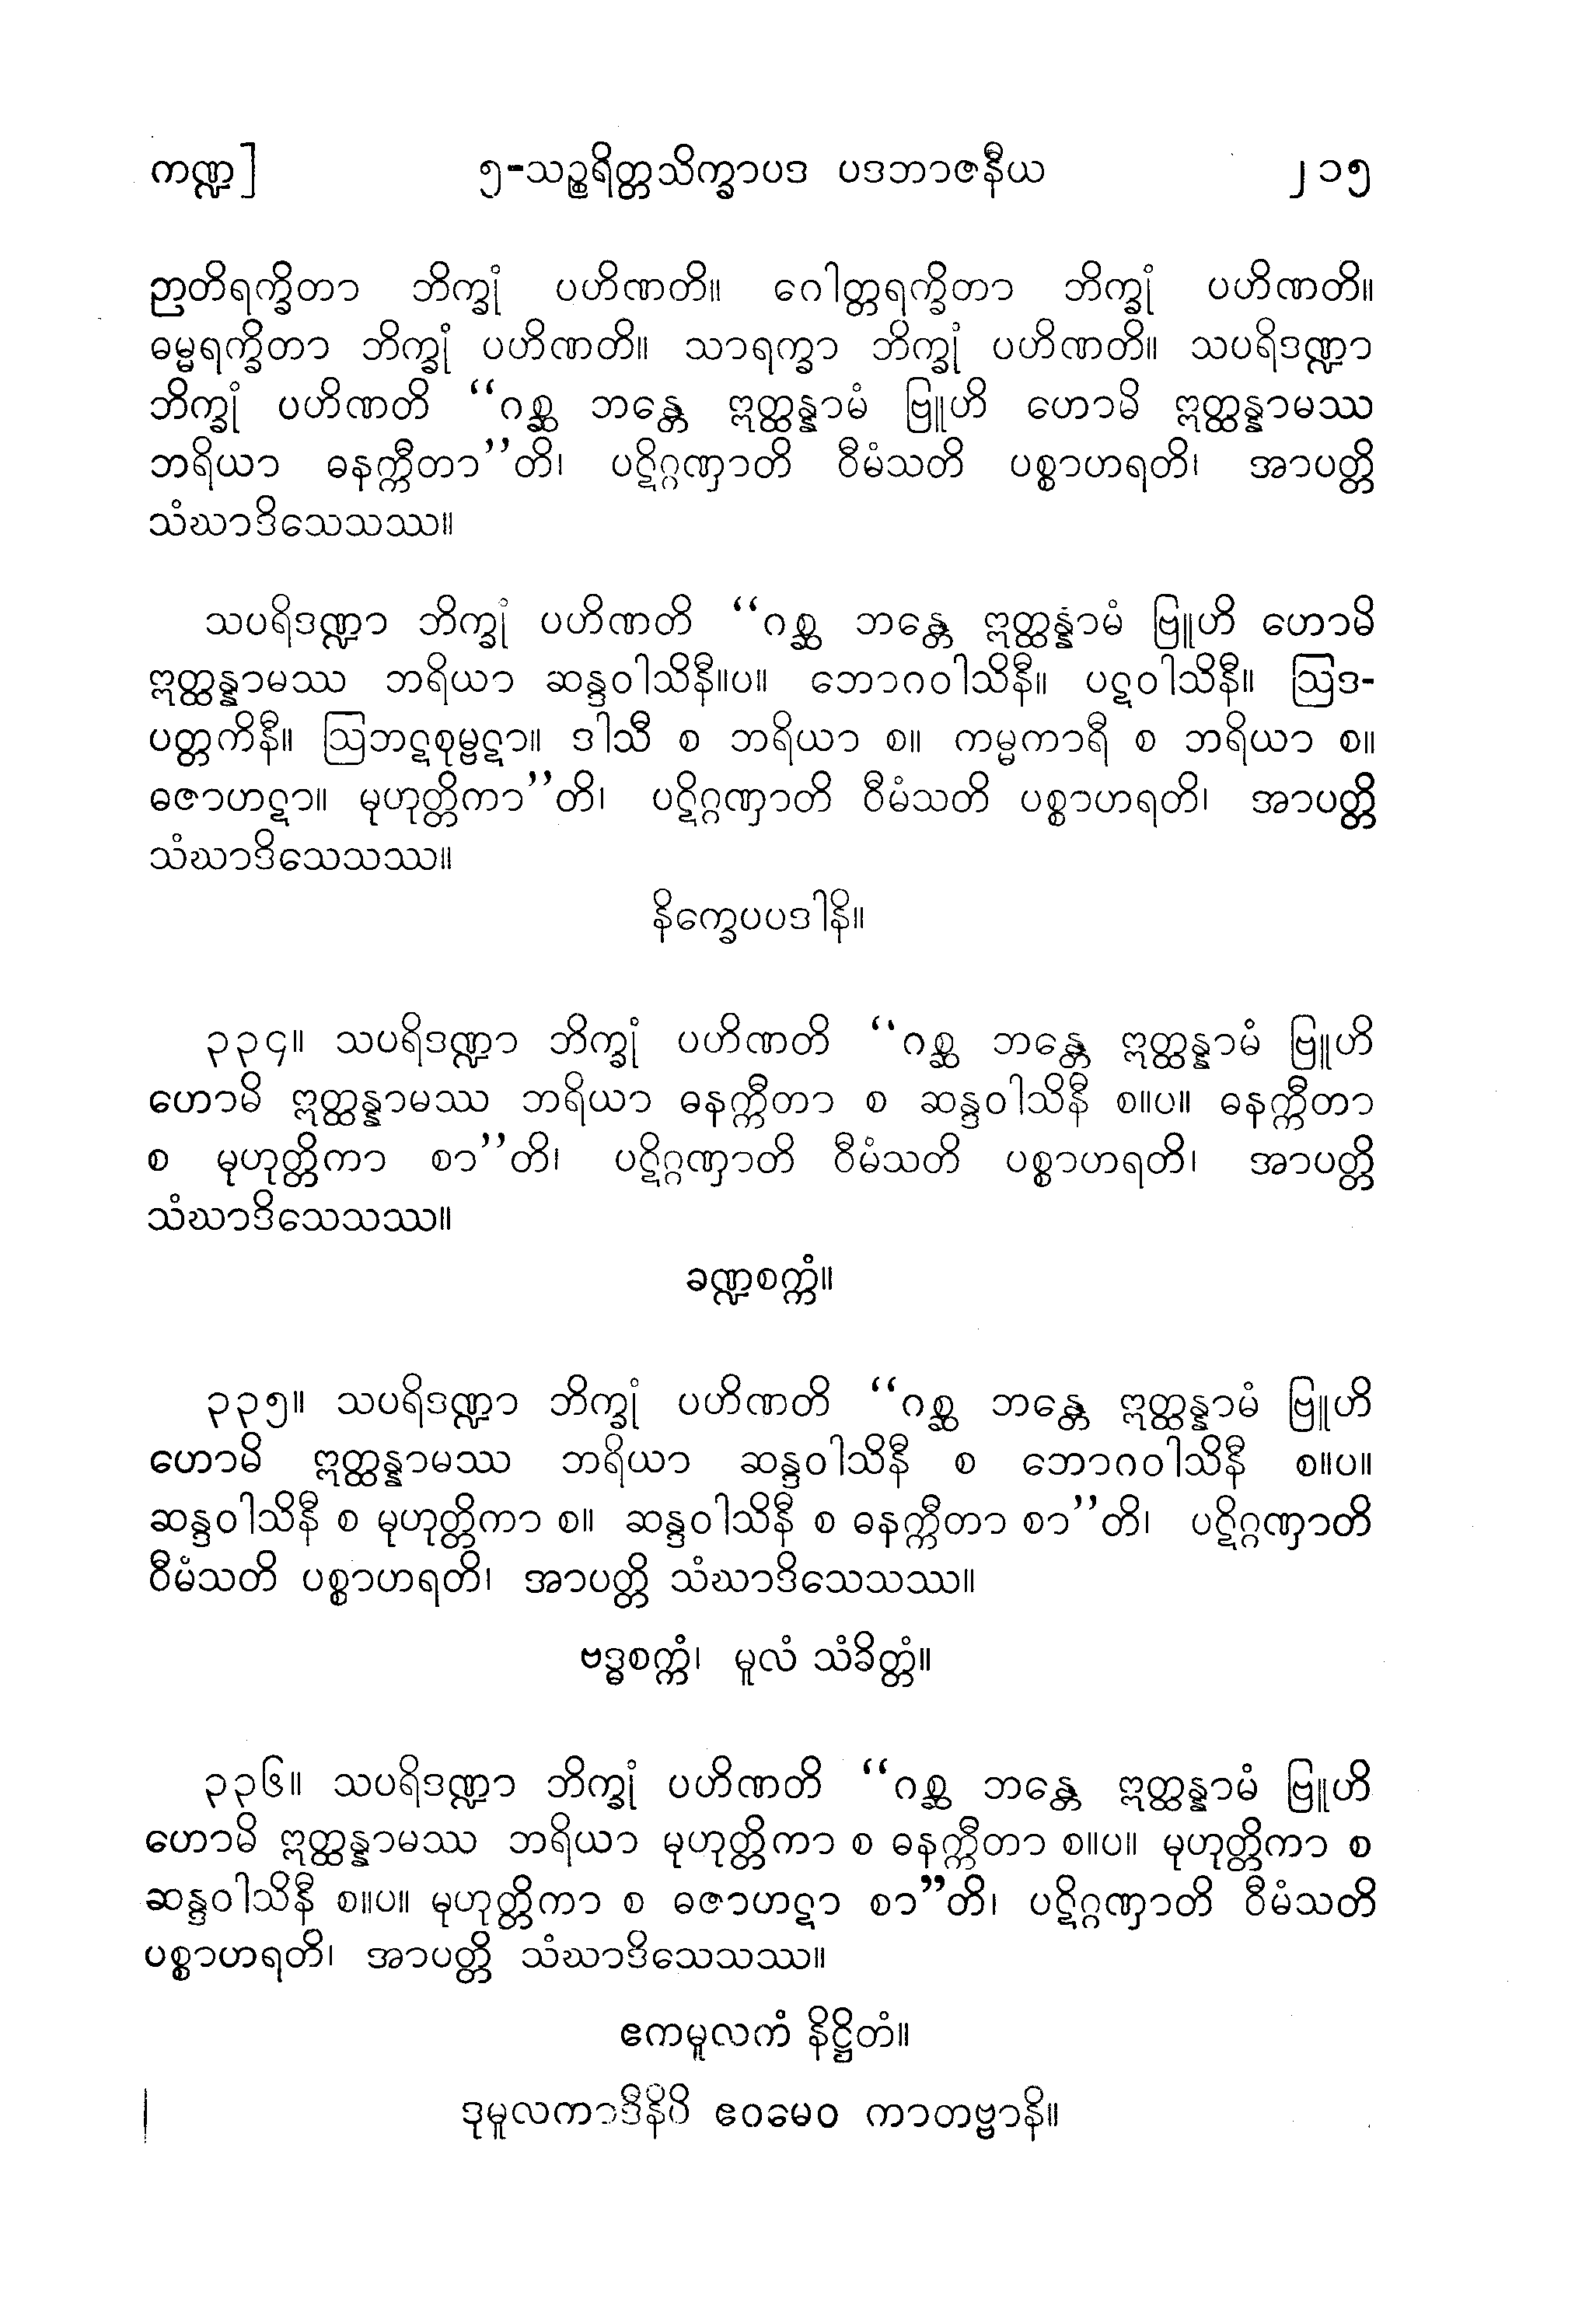 ကဏ္ဍ] ၅-သဉ္စရိတ္တသိက္ခာပဒ ပဒဘာဇနီယ ၂၁၅
ဉာတိရက္ခိတာ ဘိက္ခုံ ပဟိဏတိ။ ဂေါတ္တရက္ခိတာ ဘိက္ခုံ ပဟိဏတိ။
ဓမ္မရက္ခိတာ ဘိက္ခုံ ပဟိဏတိ။ သာရက္ခာ ဘိက္ခုံ ပဟိဏတိ။ သပရိဒဏ္ဍာ
ဘိက္ခုံ ပဟိဏတိ “ဂစ္ဆ ဘန္တေ ဣတ္ထန္နာမံ ဗြူဟိ ဟောမိ ဣတ္ထန္နာမဿ
ဘရိယာ ဓနက္ကီတာ”တိ၊ ပဋိဂ္ဂဏှာတိ ဝီမံသတိ ပစ္စာဟရတိ၊ အာပတ္တိ
သံဃာဒိသေသဿ။
သပရိဒဏ္ဍာ ဘိက္ခုံ ပဟိဏတိ “ဂစ္ဆ ဘန္တေ ဣတ္ထန္နာမံ ဗြူဟိ ဟောမိ
ဣတ္ထန္နာမဿ ဘရိယာ ဆန္ဒဝါသိနီ။ပ။ ဘောဂဝါသိနီ။ ပဋဝါသိနီ။ ဩဒ-
ပတ္တကိနီ။ ဩဘဋစုမ္ဗဋာ။ ဒါသီ စ ဘရိယာ စ။ ကမ္မကာရီ စ ဘရိယာ စ။
ဓဇာဟဋာ။ မုဟုတ္တိကာ”တိ၊ ပဋိဂ္ဂဏှာတိ ဝီမံသတိ ပစ္စာဟရတိ၊ အာပတ္တိ
သံဃာဒိသေသဿ။
နိက္ခေပပဒါနိ။
၃၃၄။ သပရိဒဏ္ဍာ ဘိက္ခုံ ပဟိဏတိ “ဂစ္ဆ ဘန္တေ ဣတ္ထန္နာမံ ဗြူဟိ
ဟောမိ ဣတ္ထန္နာမဿ ဘရိယာ ဓနက္ကီတာ စ ဆန္ဒဝါသိနီ စ။ပ။ ဓနက္ကီတာ
စ မုဟုတ္တိကာ စာ”တိ၊ ပဋိဂ္ဂဏှာတိ ဝီမံသတိ ပစ္စာဟရတိ၊ အာပတ္တိ
သံဃာဒိသေသဿ။
ခဏ္ဍစက္ကံ။
၃၃၅။ သပရိဒဏ္ဍာ ဘိက္ခုံ ပဟိဏတိ “ဂစ္ဆ ဘန္တေ ဣတ္ထန္နာမံ ဗြူဟိ
ဟောမိ ဣတ္ထန္နာမဿ ဘရိယာ ဆန္ဒဝါသိနီ စ ဘောဂဝါသိနီ စ။ပ။
ဆန္ဒဝါသိနီ စ မုဟုတ္တိကာ စ။ ဆန္ဒဝါသိနီ စ ဓနက္ကီတာ စာ”တိ၊ ပဋိဂ္ဂဏှာတိ
ဝီမံသတိ ပစ္စာဟရတိ၊ အာပတ္တိ သံဃာဒိသေသဿ။
ဗဒ္ဓစက္ကံ၊ မူလံ သံခိတ္တံ။
၃၃၆။ သပရိဒဏ္ဍာ ဘိက္ခုံ ပဟိဏတိ “ဂစ္ဆ ဘန္တေ ဣတ္ထန္နာမံ ဗြူဟိ
ဟောမိ ဣတ္ထန္နာမဿ ဘရိယာ မုဟုတ္တိကာ စ ဓနက္ကီတာ စ။ပ။ မုဟုတ္တိကာ စ
ဆန္ဒဝါသိနီ စ။ပ။ မုဟုတ္တိကာ စ ဓဇာဟဋာ စာ”တိ၊ ပဋိဂ္ဂဏှာတိ ဝီမံသတိ
ပစ္စာဟရတိ၊ အာပတ္တိ သံဃာဒိသေသဿ။
ဧကမူလကံ နိဋ္ဌိတံ။
ဒုမူလကာဒီနိပိ ဧဝမေဝ ကာတဗ္ဗာနိ။